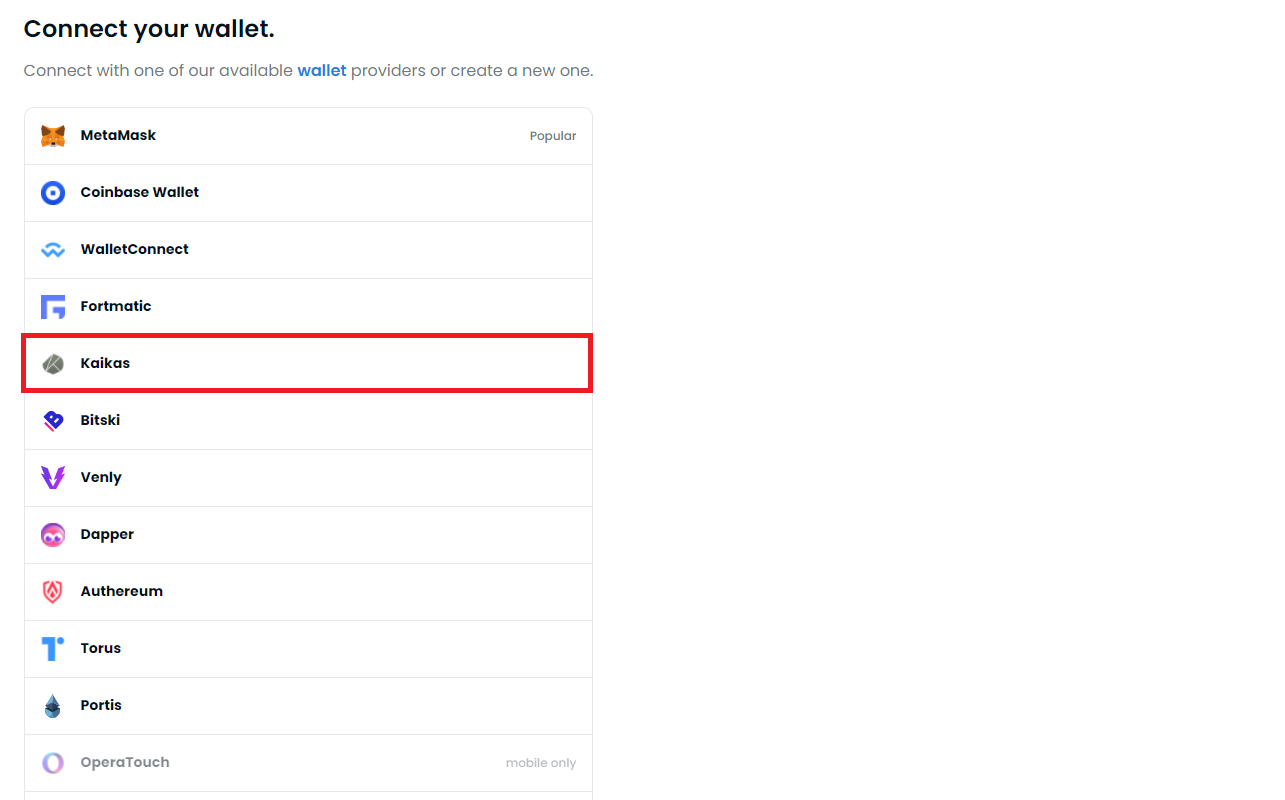 Connect your wallet.
Connect with one of our available wallet providers or create a new one.
MetaMask Popular
Coinbase Wallet
WalletConnect
Fortmatic
Kaikas
Bitski
Venly
Dapper
Authereum
Torus
Portis
OperaTouch mobile only